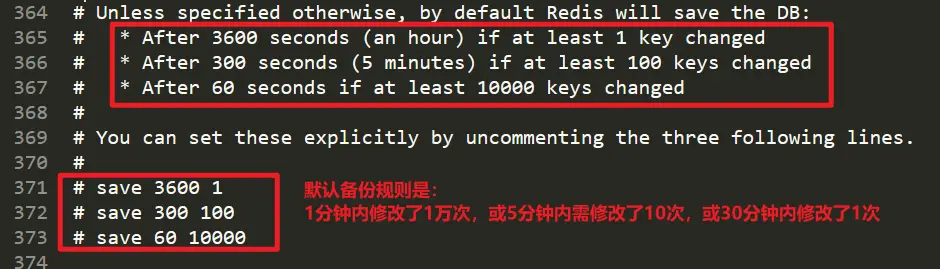 364 # Unless specified otherwise, by default Redis will save the DB:
365 #   * After 3600 seconds (an hour) if at least 1 key changed
366 #   * After 300 seconds (5 minutes) if at least 100 keys changed
367 #   * After 60 seconds if at least 10000 keys changed
368 #
369 # You can set these explicitly by uncommenting the three following lines.
370 #
371 # save 3600 1
默认备份规则是：
372 # save 300 100
1分钟内修改了1万次，或5分钟内需修改了10次，或30分钟内修改了1次
373 # save 60 10000
374